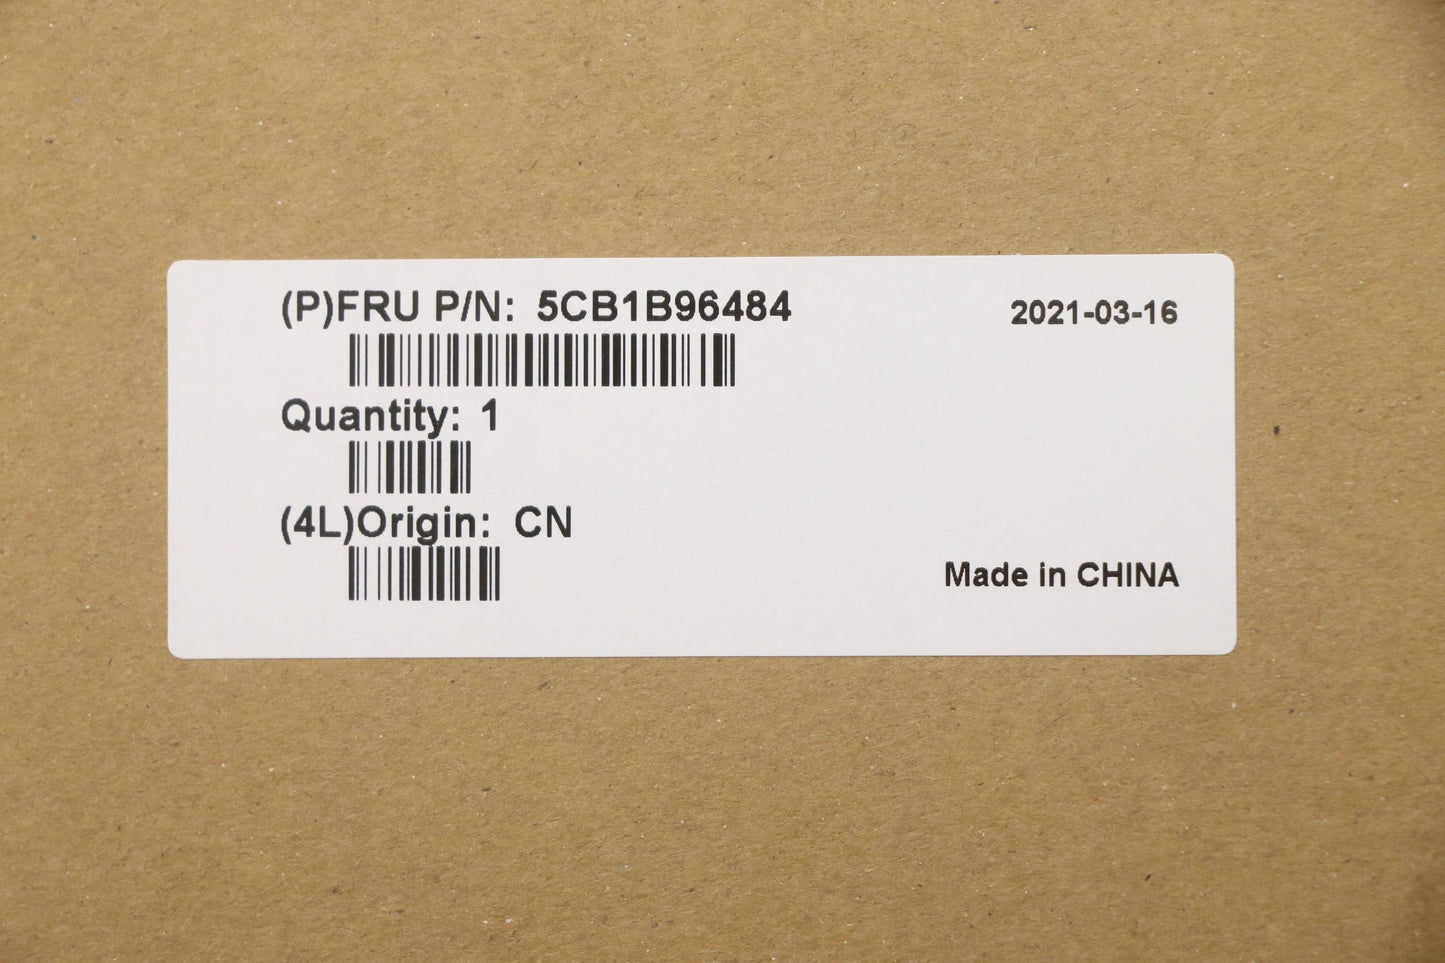 (P)FRU P/N: 5CB1B96484
2021-03-16
Quantity: 1
(4L)Origin: CN
Made in CHINA